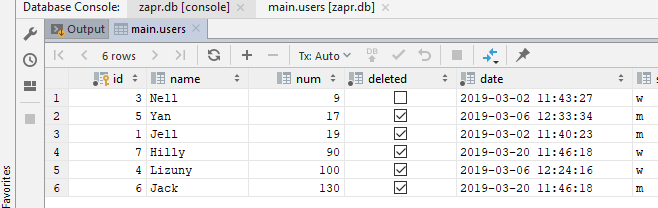 Database Console: zapr.db [console] main.users [zapr.db]
Output main.users
6 rows Tx: Auto DB
id name num deleted date s
1 3 Nell 9 2019-03-02 11:43:27 w
2 5 Yan 17 2019-03-06 12:33:34 m
3 1 Jell 19 2019-03-02 11:40:23 m
4 7 Hilly 90 2019-03-20 11:46:18 w
5 4 Lizuny 100 2019-03-06 12:24:16 w
6 6 Jack 130 2019-03-20 11:46:18 m
Favorites